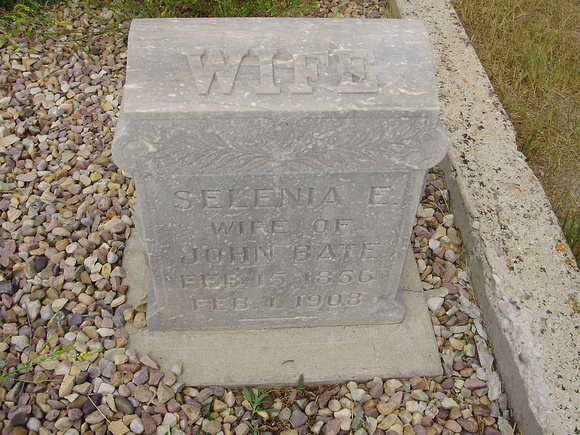 WIFE
SELENIA E.
WIFE OF
JOHN BATE
FEB. 15, 1856
FEB. 1, 1908